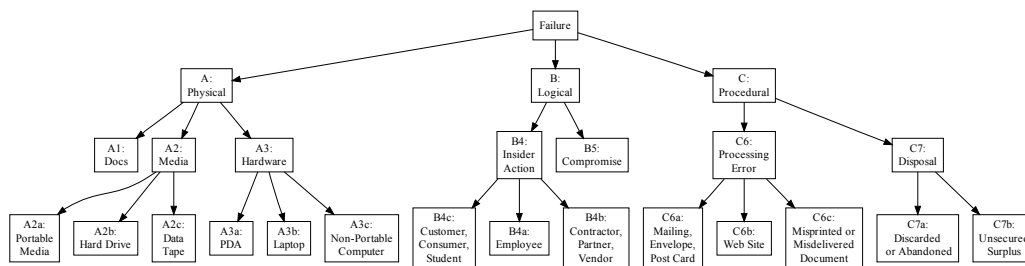 Failure
A:
Physical
B:
Logical
C:
Procedural
A1:
Docs
A2:
Media
A3:
Hardware
B4:
Insider
Action
B5:
Compromise
C6:
Processing
Error
C7:
Disposal
A2a:
Portable
Media
A2b:
Hard Drive
A2c:
Data
Tape
A3a:
PDA
A3b:
Laptop
A3c:
Non-Portable
Computer
B4c:
Customer,
Consumer,
Student
B4a:
Employee
B4b:
Contractor,
Partner,
Vendor
C6a:
Mailing,
Envelope,
Post Card
C6b:
Web Site
C6c:
Misprinted or
Misdelivered
Document
C7a:
Discarded
or Abandoned
C7b:
Unsecured
Surplus